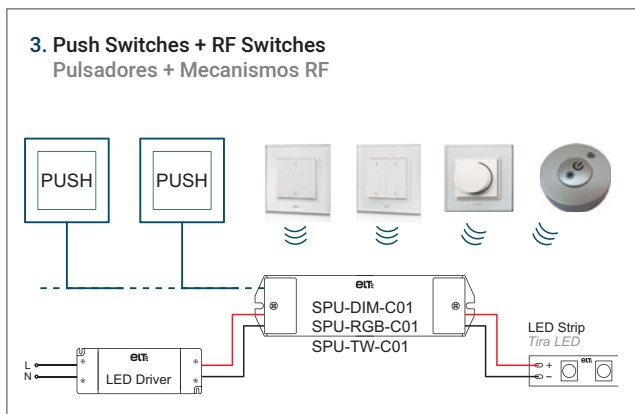 3. Push Switches + RF Switches
Pulsadores + Mecanismos RF
PUSH
PUSH
ELT
SPU-DIM-C01
SPU-RGB-C01
SPU-TW-C01
L
N
ELT
LED Driver
LED Strip
Tira LED
+
−
ELT